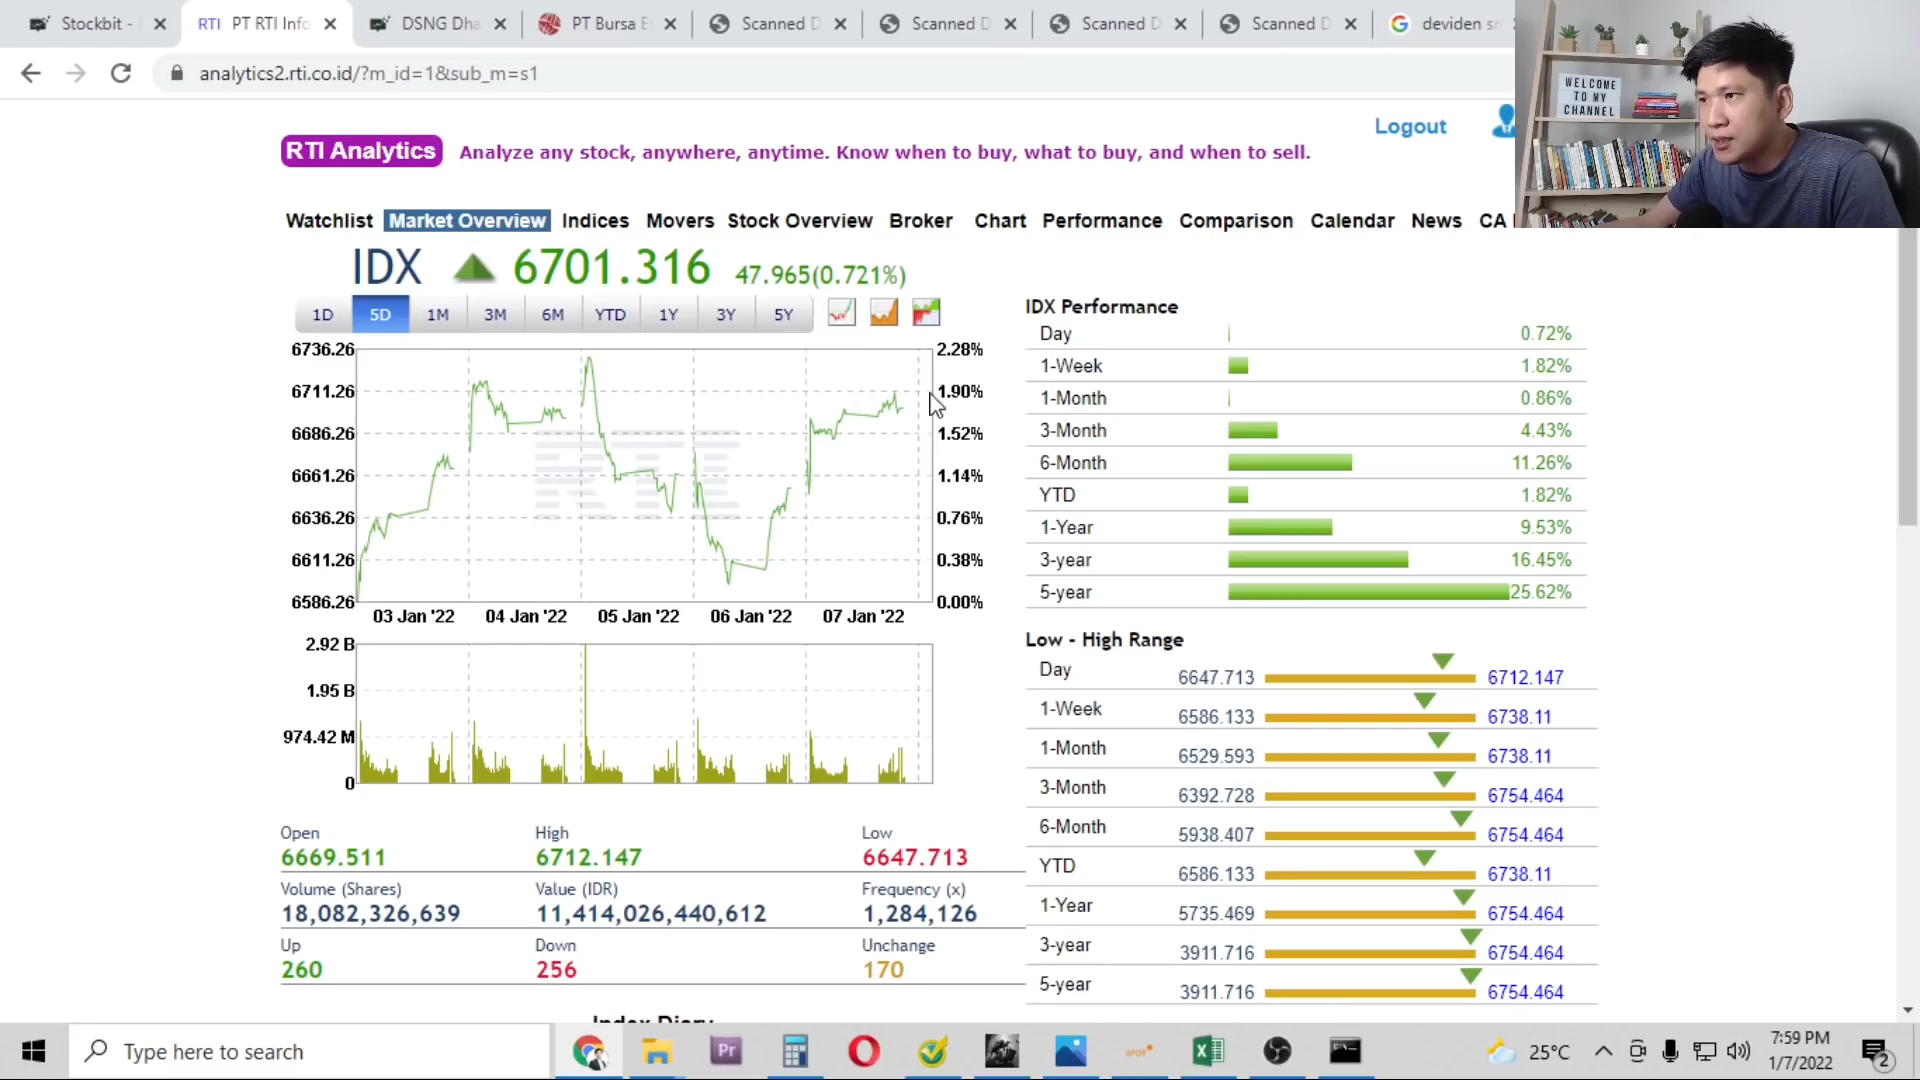 Stockbit -
RTI PT RTI Info
DSNG Dha
PT Bursa E
Scanned D
Scanned D
Scanned D
Scanned D
deviden sm
analytics2.rti.co.id/?m_id=1&sub_m=s1
WELCOME
TO MY
CHANNEL
Logout
RTI Analytics Analyze any stock, anywhere, anytime. Know when to buy, what to buy, and when to sell.
Watchlist Market Overview Indices Movers Stock Overview Broker Chart Performance Comparison Calendar News CA
IDX 6701.316 47.965(0.721%)
1D 5D 1M 3M 6M YTD 1Y 3Y 5Y
6736.26 2.28%
6711.26 1.90%
6686.26 1.52%
6661.26 1.14%
6636.26 0.76%
6611.26 0.38%
6586.26 0.00%
RTI
03 Jan '22 04 Jan '22 05 Jan '22 06 Jan '22 07 Jan '22
2.92 B
1.95 B
974.42 M
0
Open High Low
6669.511 6712.147 6647.713
Volume (Shares) Value (IDR) Frequency (x)
18,082,326,639 11,414,026,440,612 1,284,126
Up Down Unchange
260 256 170
Index Diary
IDX Performance
Day 0.72%
1-Week 1.82%
1-Month 0.86%
3-Month 4.43%
6-Month 11.26%
YTD 1.82%
1-Year 9.53%
3-year 16.45%
5-year 25.62%
Low - High Range
Day 6647.713 6712.147
1-Week 6586.133 6738.11
1-Month 6529.593 6738.11
3-Month 6392.728 6754.464
6-Month 5938.407 6754.464
YTD 6586.133 6738.11
1-Year 5735.469 6754.464
3-year 3911.716 6754.464
5-year 3911.716 6754.464
Type here to search
Pr
25°C
7:59 PM
1/7/2022
2